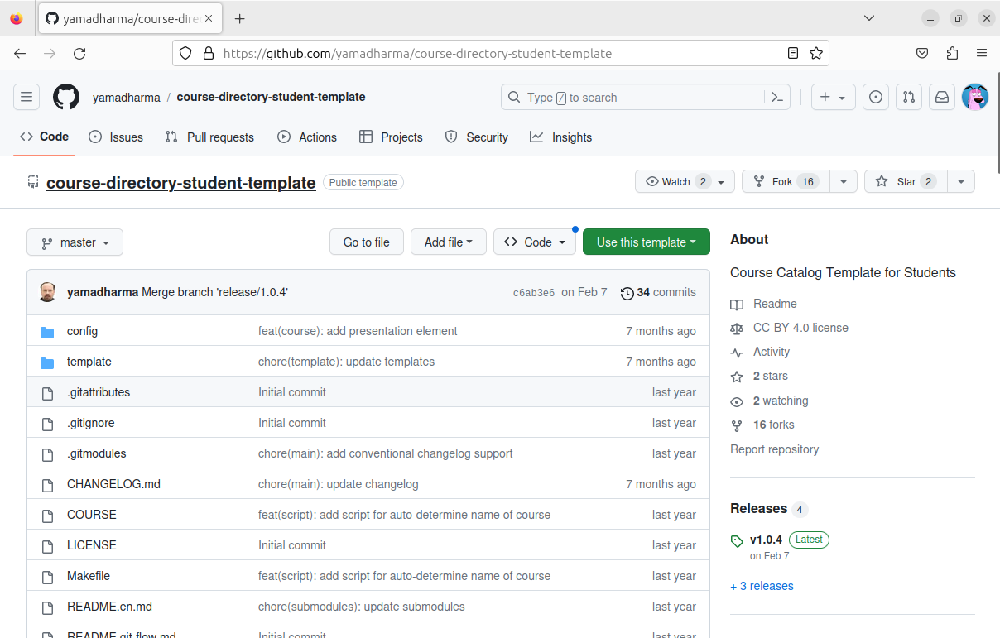 yamadharma/course-dire
https://github.com/yamadharma/course-directory-student-template
yamadharma / course-directory-student-template
Type / to search
Code Issues Pull requests Actions Projects Security Insights
course-directory-student-template Public template
Watch 2 Fork 16 Star 2
master Go to file Add file Code Use this template
yamadharma Merge branch 'release/1.0.4' c6ab3e6 on Feb 7 34 commits
config feat(course): add presentation element 7 months ago
template chore(template): update templates 7 months ago
.gitattributes Initial commit last year
.gitignore Initial commit last year
.gitmodules chore(main): add conventional changelog support last year
CHANGELOG.md chore(main): update changelog 7 months ago
COURSE feat(script): add script for auto-determine name of course last year
LICENSE Initial commit last year
Makefile feat(script): add script for auto-determine name of course last year
README.en.md chore(submodules): update submodules last year
README.git-flow.md Initial commit last year
About
Course Catalog Template for Students
Readme
CC-BY-4.0 license
Activity
2 stars
2 watching
16 forks
Report repository
Releases 4
v1.0.4 Latest
on Feb 7
+ 3 releases